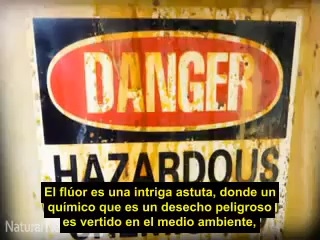 DANGER
HAZARDOUS
El flúor es una intriga astuta, donde un
químico que es un desecho peligroso
es vertido en el medio ambiente,
Natural